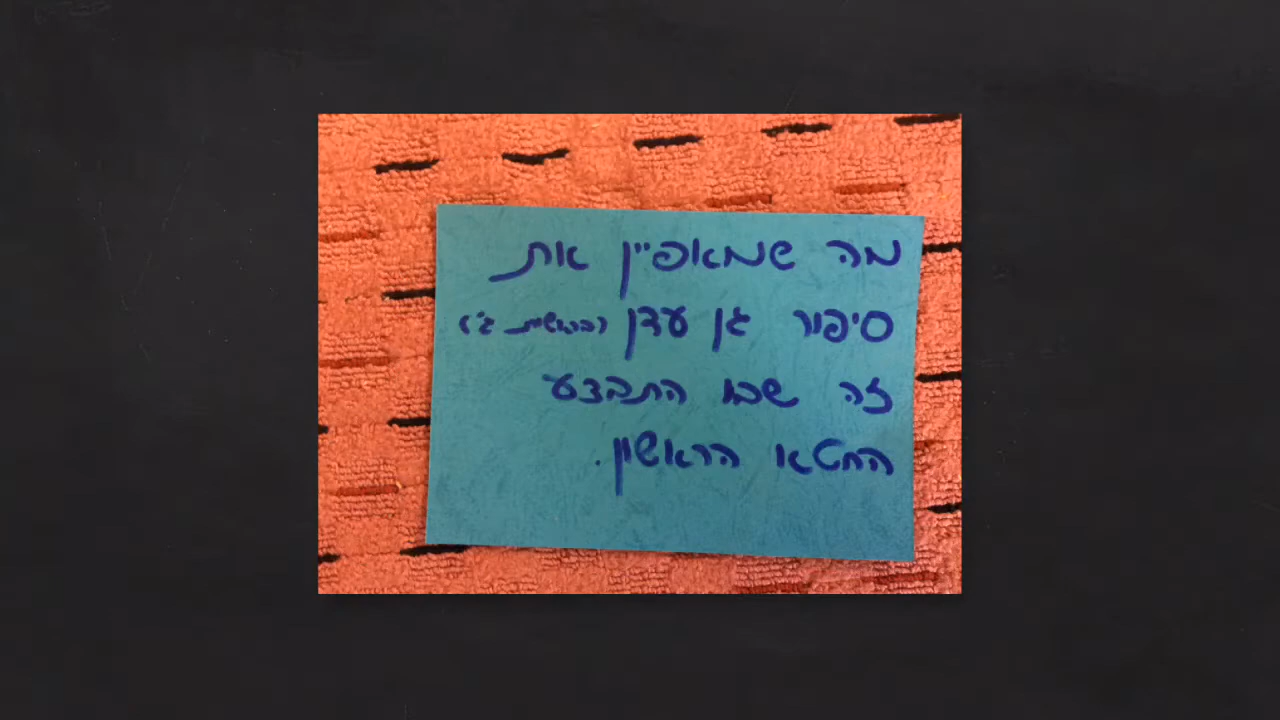 מה שמאפיין את
סיפור גן עדן (בראשית ג')
זה שבו התבצע
החטא הראשון.